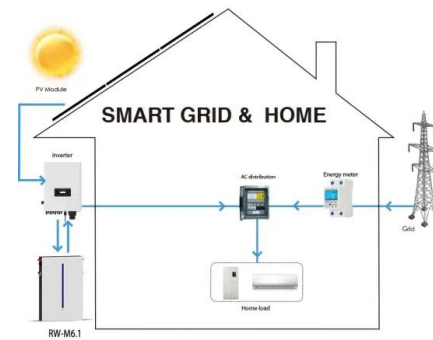 PV Module
SMART GRID & HOME
Inverter
AC distribution
Energy meter
Grid
Home load
RW-M6.1